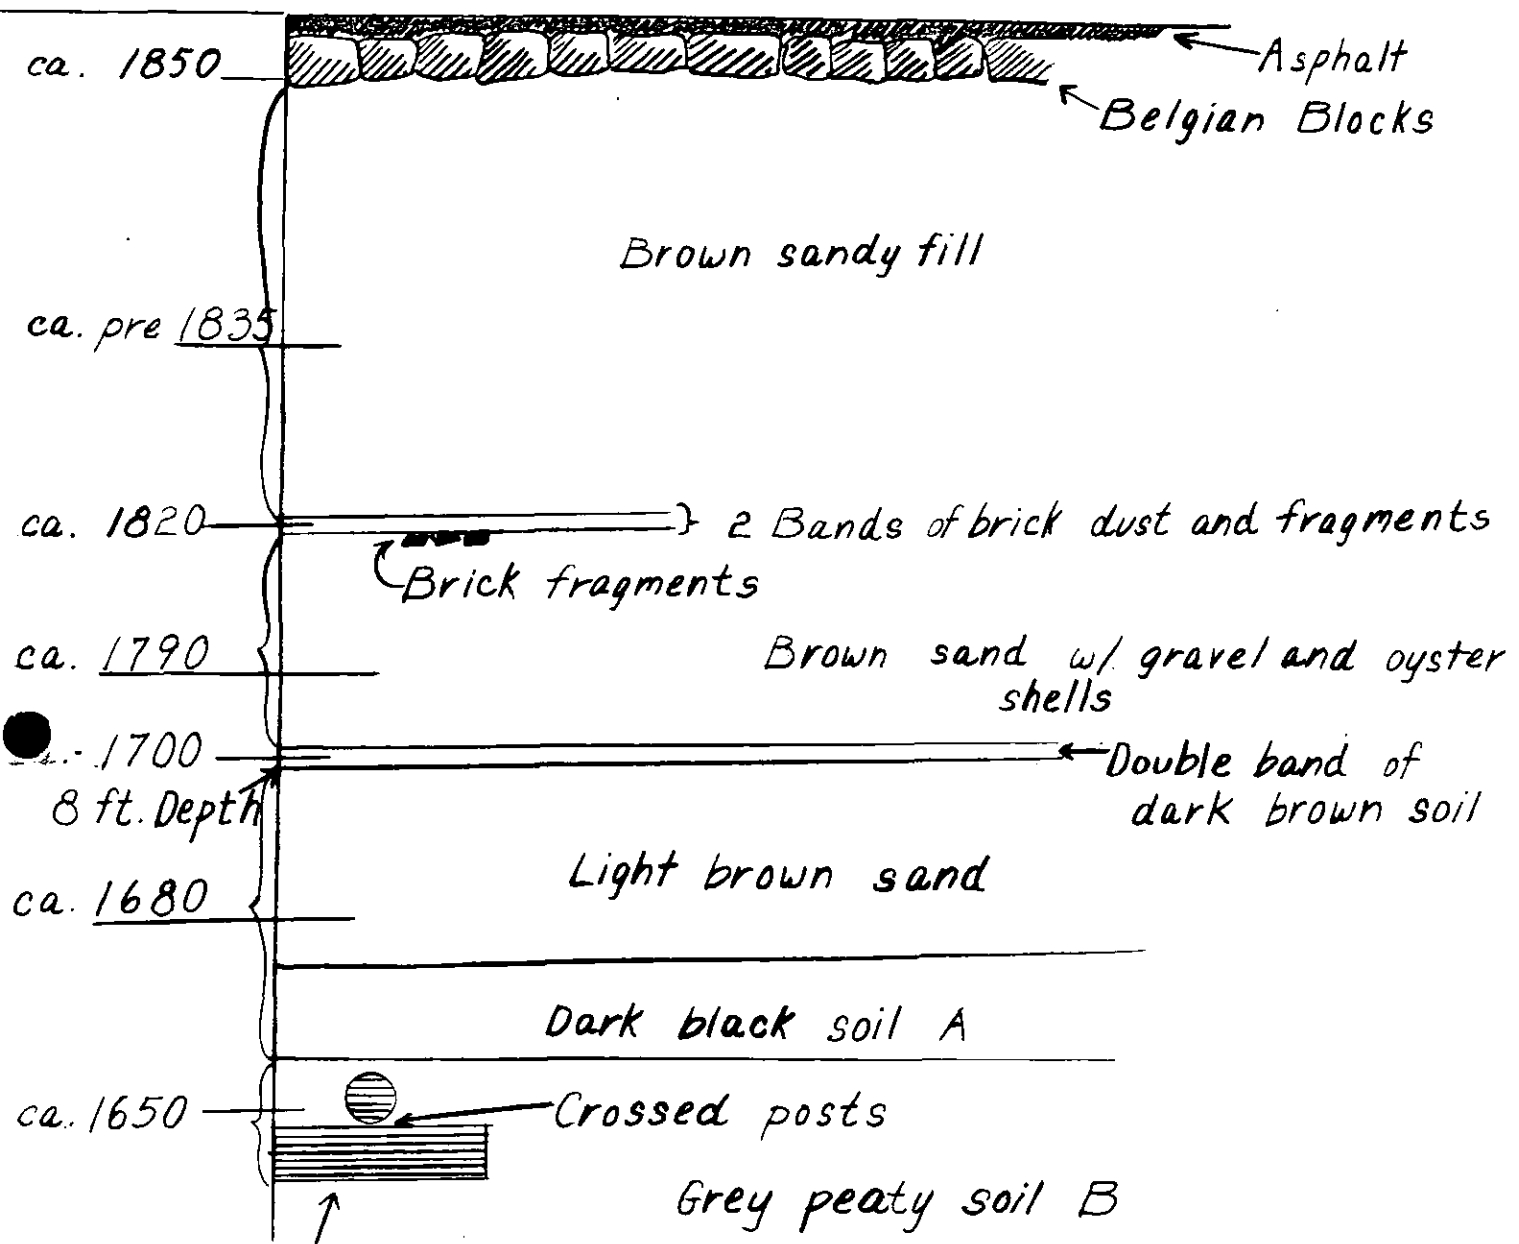 ca. 1850
Asphalt
Belgian Blocks
Brown sandy fill
ca. pre 1835
ca. 1820
2 Bands of brick dust and fragments
Brick fragments
ca. 1790
Brown sand w/ gravel and oyster
shells
1700
8 ft. Depth
Double band of
dark brown soil
Light brown sand
ca. 1680
Dark black soil A
ca. 1650
Crossed posts
Grey peaty soil B